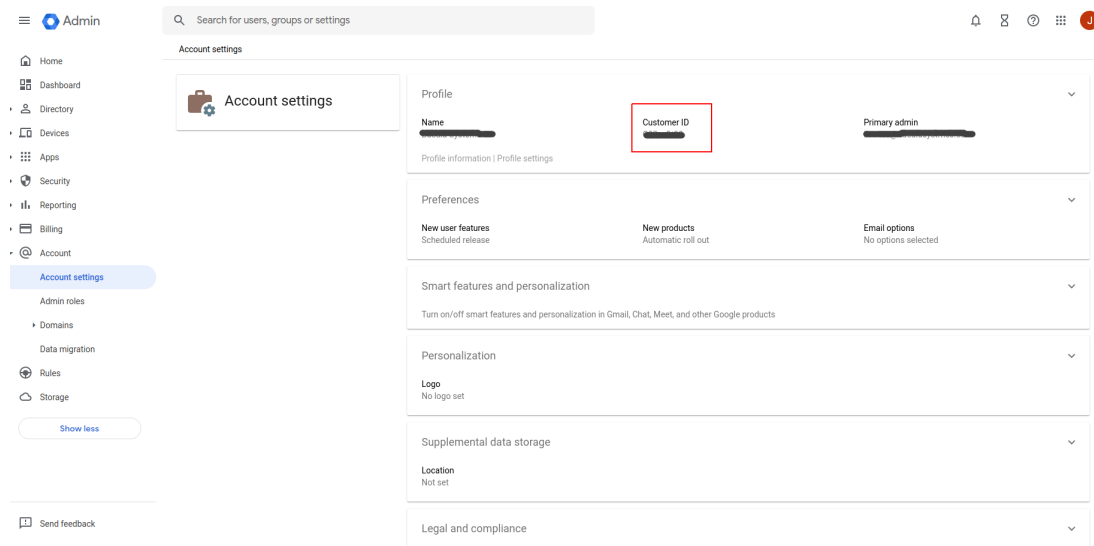 Admin
Search for users, groups or settings
J
Account settings
Home
Dashboard
Directory
Devices
Apps
Security
Reporting
Billing
Account
Account settings
Admin roles
Domains
Data migration
Rules
Storage
Show less
Send feedback
Account settings
Profile
Name
Customer ID
Primary admin
Profile information | Profile settings
Preferences
New user features
New products
Email options
Scheduled release
Automatic roll out
No options selected
Smart features and personalization
Turn on/off smart features and personalization in Gmail, Chat, Meet, and other Google products
Personalization
Logo
No logo set
Supplemental data storage
Location
Not set
Legal and compliance